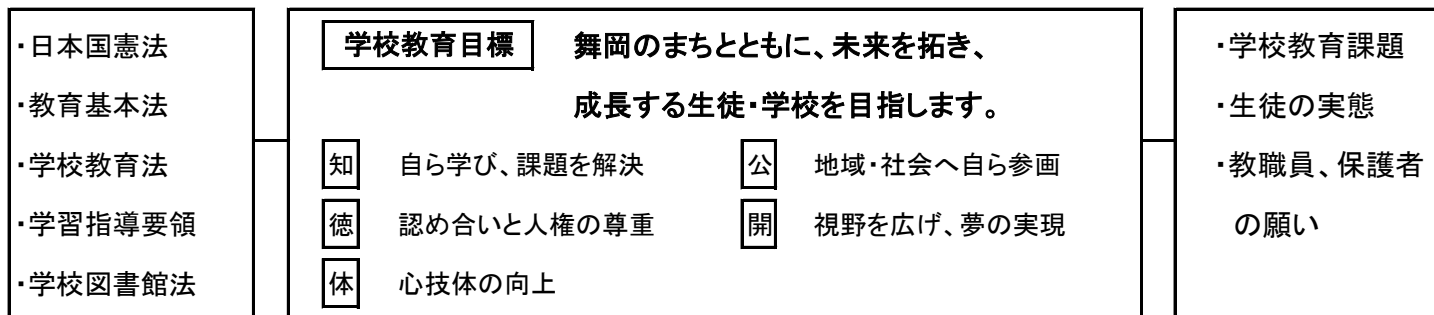 ・日本国憲法
・教育基本法
・学校教育法
・学習指導要領
・学校図書館法
学校教育目標 舞岡のまちとともに、未来を拓き、
成長する生徒・学校を目指します。
知 自ら学び、課題を解決 公 地域・社会へ自ら参画
徳 認め合いと人権の尊重 開 視野を広げ、夢の実現
体 心技体の向上
・学校教育課題
・生徒の実態
・教職員、保護者
の願い